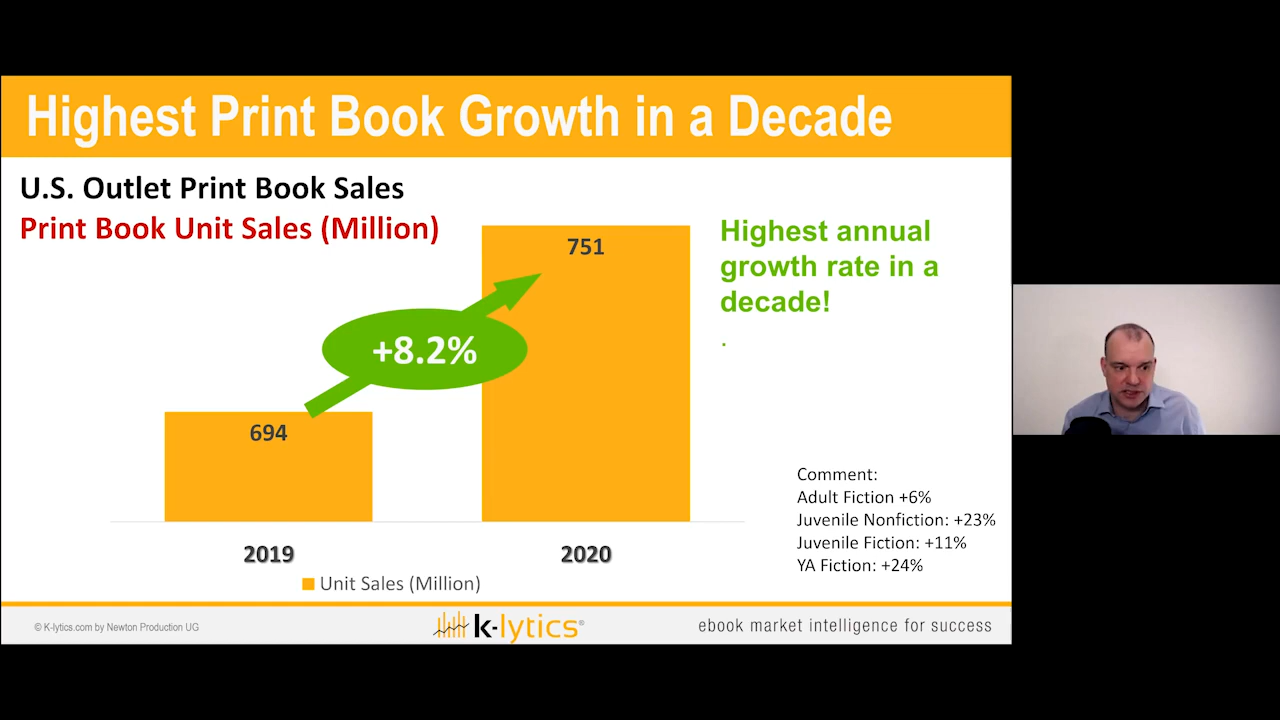 Highest Print Book Growth in a Decade
U.S. Outlet Print Book Sales
Print Book Unit Sales (Million)
751
Highest annual
growth rate in a
decade!
.
+8.2%
694
Comment:
Adult Fiction +6%
Juvenile Nonfiction: +23%
Juvenile Fiction: +11%
YA Fiction: +24%
2019
2020
Unit Sales (Million)
© K-lytics.com by Newton Production UG
k-lytics®
ebook market intelligence for success